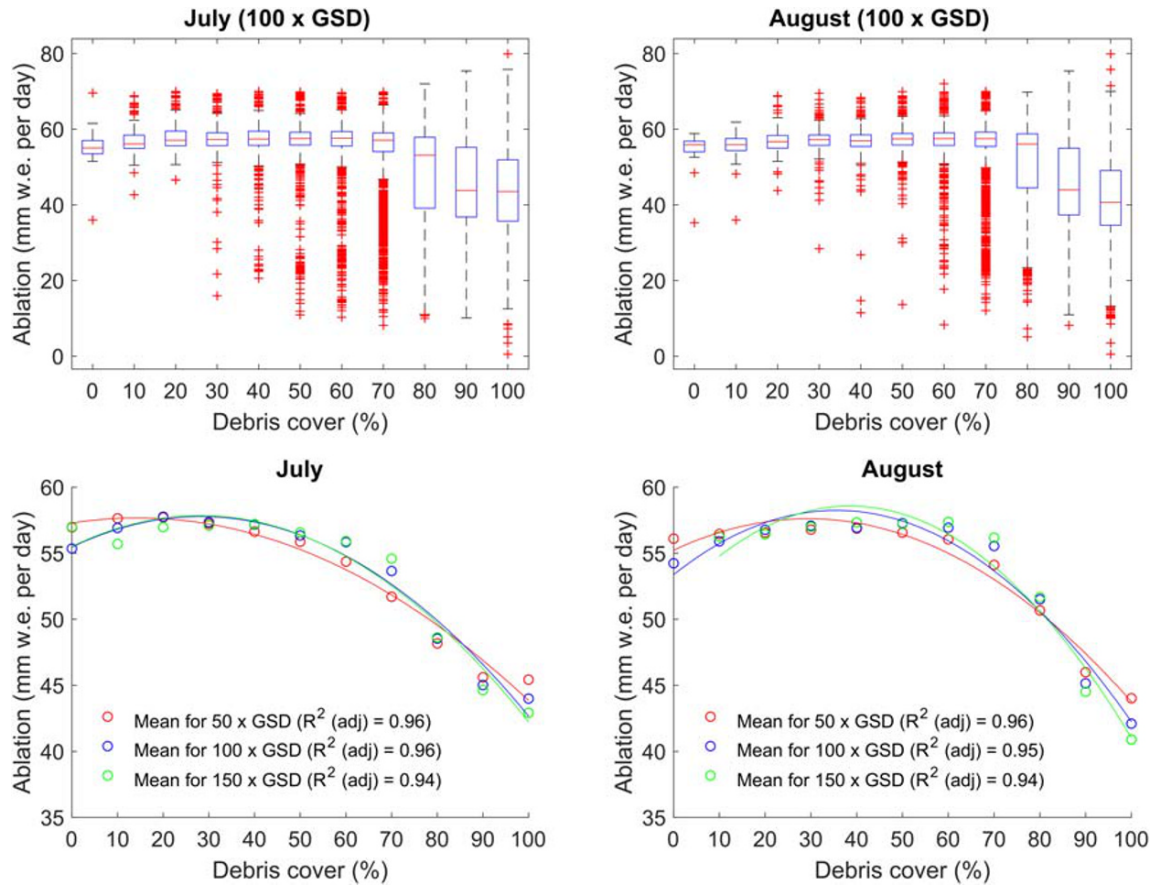 July (100 x GSD)
Ablation (mm w.e. per day)
80
60
40
20
0
0 10 20 30 40 50 60 70 80 90 100
Debris cover (%)
August (100 x GSD)
Ablation (mm w.e. per day)
80
60
40
20
0
0 10 20 30 40 50 60 70 80 90 100
Debris cover (%)
July
Ablation (mm w.e. per day)
60
55
50
45
40
35
Mean for 50 x GSD (R² (adj) = 0.96)
Mean for 100 x GSD (R² (adj) = 0.96)
Mean for 150 x GSD (R² (adj) = 0.94)
0 10 20 30 40 50 60 70 80 90 100
Debris cover (%)
August
Ablation (mm w.e. per day)
60
55
50
45
40
35
Mean for 50 x GSD (R² (adj) = 0.96)
Mean for 100 x GSD (R² (adj) = 0.95)
Mean for 150 x GSD (R² (adj) = 0.94)
0 10 20 30 40 50 60 70 80 90 100
Debris cover (%)